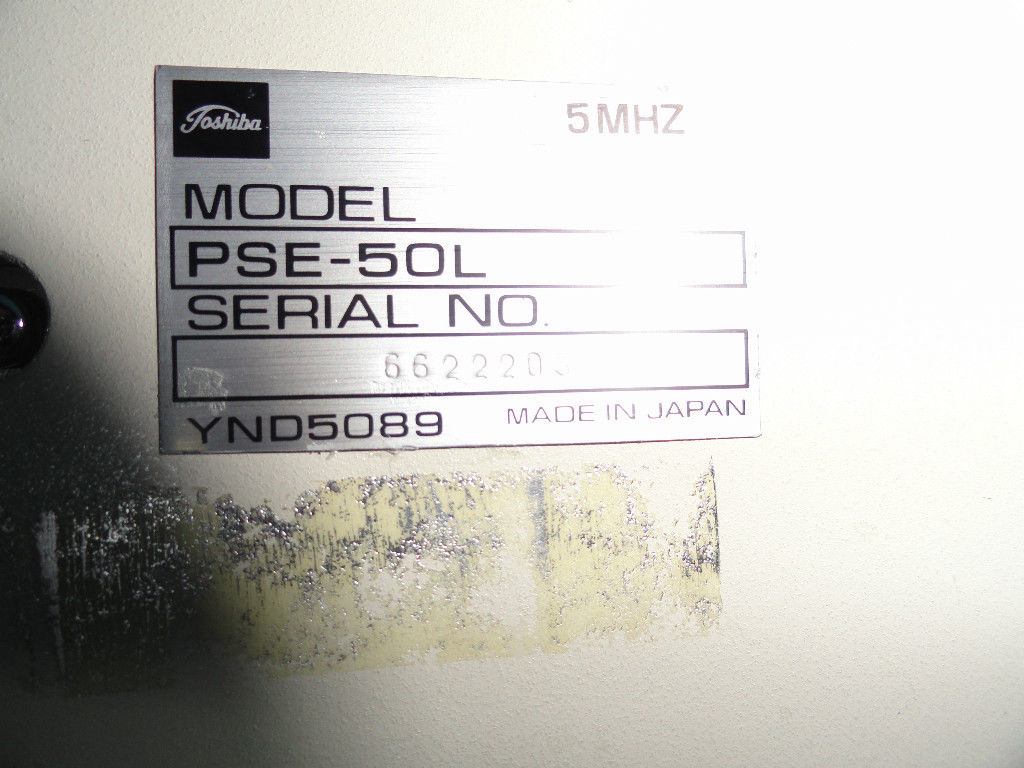 Toshiba
5MHZ
MODEL
PSE-50L
SERIAL NO.
YND5089
MADE IN JAPAN